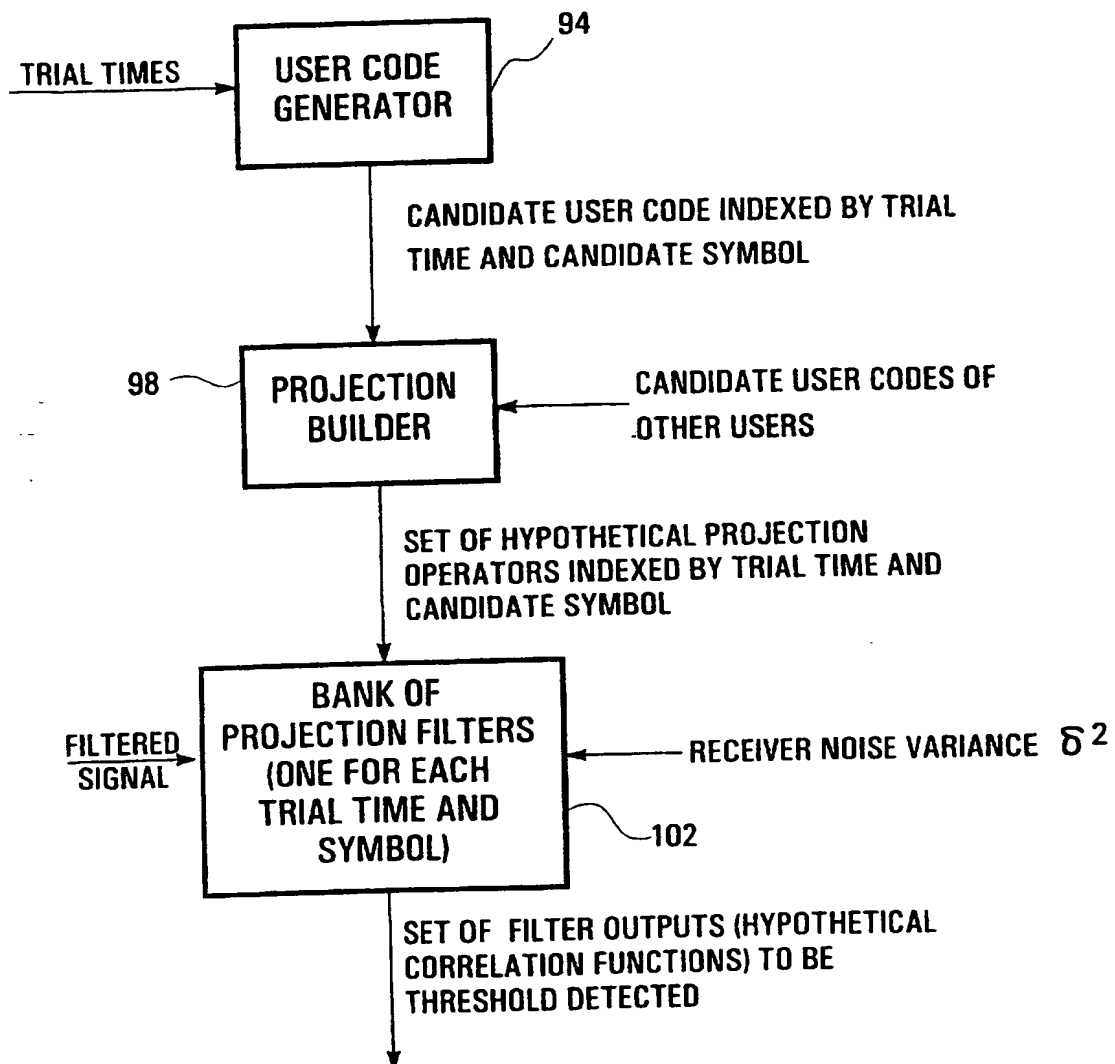 94
TRIAL TIMES
USER CODE
GENERATOR
CANDIDATE USER CODE INDEXED BY TRIAL
TIME AND CANDIDATE SYMBOL
98
PROJECTION
BUILDER
CANDIDATE USER CODES OF
OTHER USERS
SET OF HYPOTHETICAL PROJECTION
OPERATORS INDEXED BY TRIAL TIME AND
CANDIDATE SYMBOL
FILTERED
SIGNAL
BANK OF
PROJECTION FILTERS
(ONE FOR EACH
TRIAL TIME AND
SYMBOL)
RECEIVER NOISE VARIANCE δ²
102
SET OF FILTER OUTPUTS (HYPOTHETICAL
CORRELATION FUNCTIONS) TO BE
THRESHOLD DETECTED